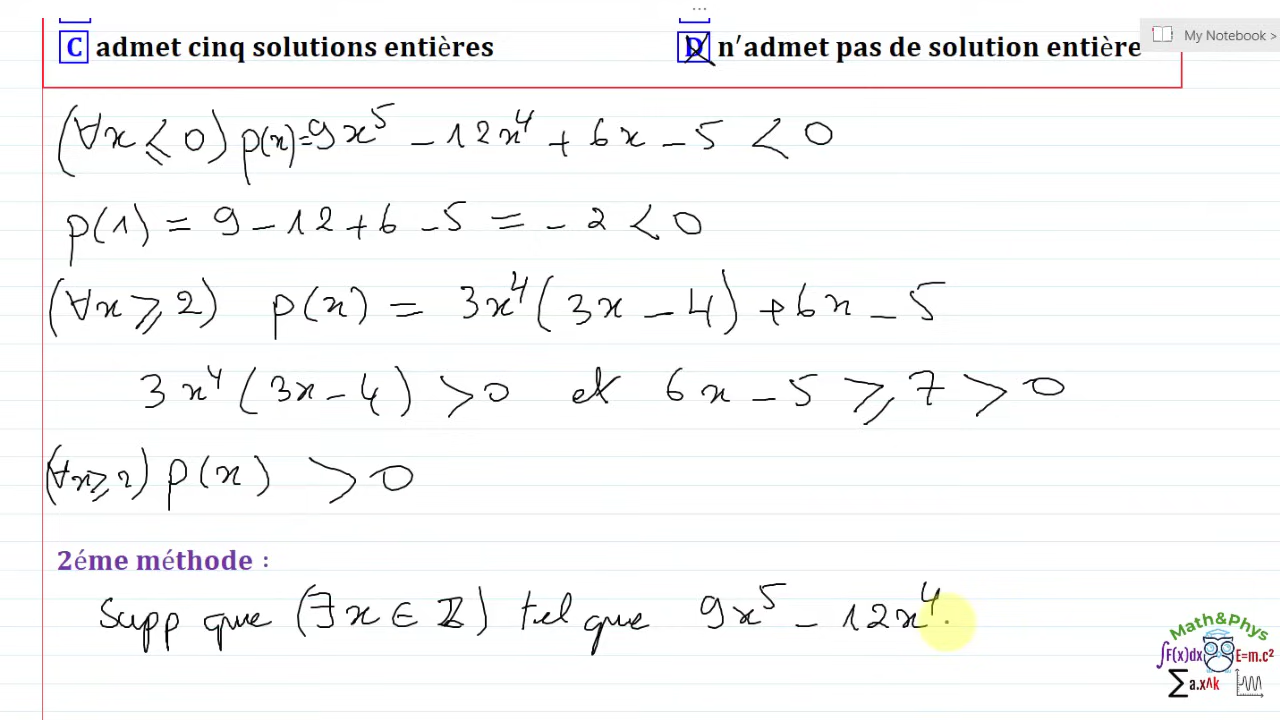 My Notebook >
C admet cinq solutions entières
D n'admet pas de solution entière
(∀x ≤ 0) p(x) = 9x⁵ - 12x⁴ + 6x - 5 < 0
p(1) = 9 - 12 + 6 - 5 = - 2 < 0
(∀x ≥ 2) p(x) = 3x⁴(3x - 4) + 6x - 5
3x⁴(3x - 4) > 0 et 6x - 5 ≥ 7 > 0
(∀x ≥ 2) p(x) > 0
2éme méthode :
Supp que (∃x ∈ ℤ) tel que 9x⁵ - 12x⁴
Math&Phys
∫F(x)dx E=m.c²
∑ a.x∧k